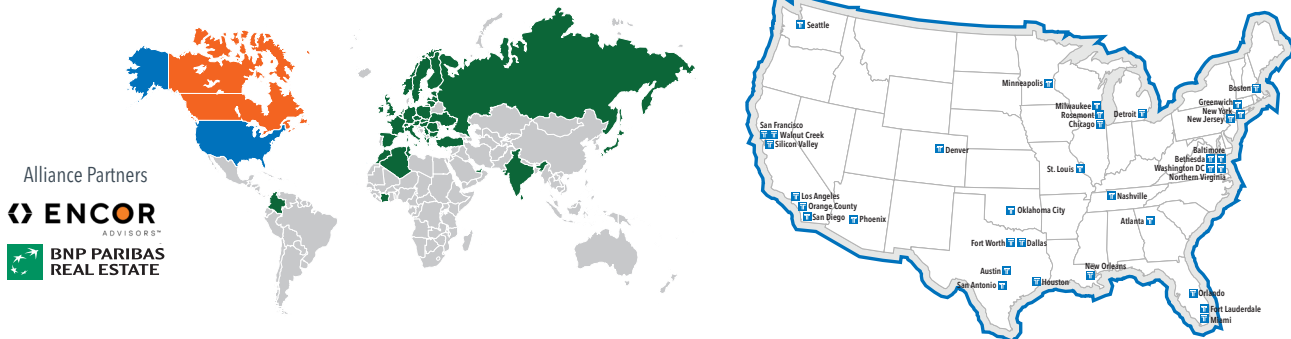 Alliance Partners
ENCOR
ADVISORS™
BNP PARIBAS
REAL ESTATE
Seattle
Minneapolis
Milwaukee
Rosemont
Chicago
Detroit
Boston
Greenwich
New York
New Jersey
San Francisco
Walnut Creek
Silicon Valley
Denver
St. Louis
Baltimore
Bethesda
Washington DC
Northern Virginia
Los Angeles
Orange County
San Diego
Phoenix
Oklahoma City
Nashville
Atlanta
Fort Worth
Dallas
Austin
San Antonio
Houston
New Orleans
Orlando
Fort Lauderdale
Miami